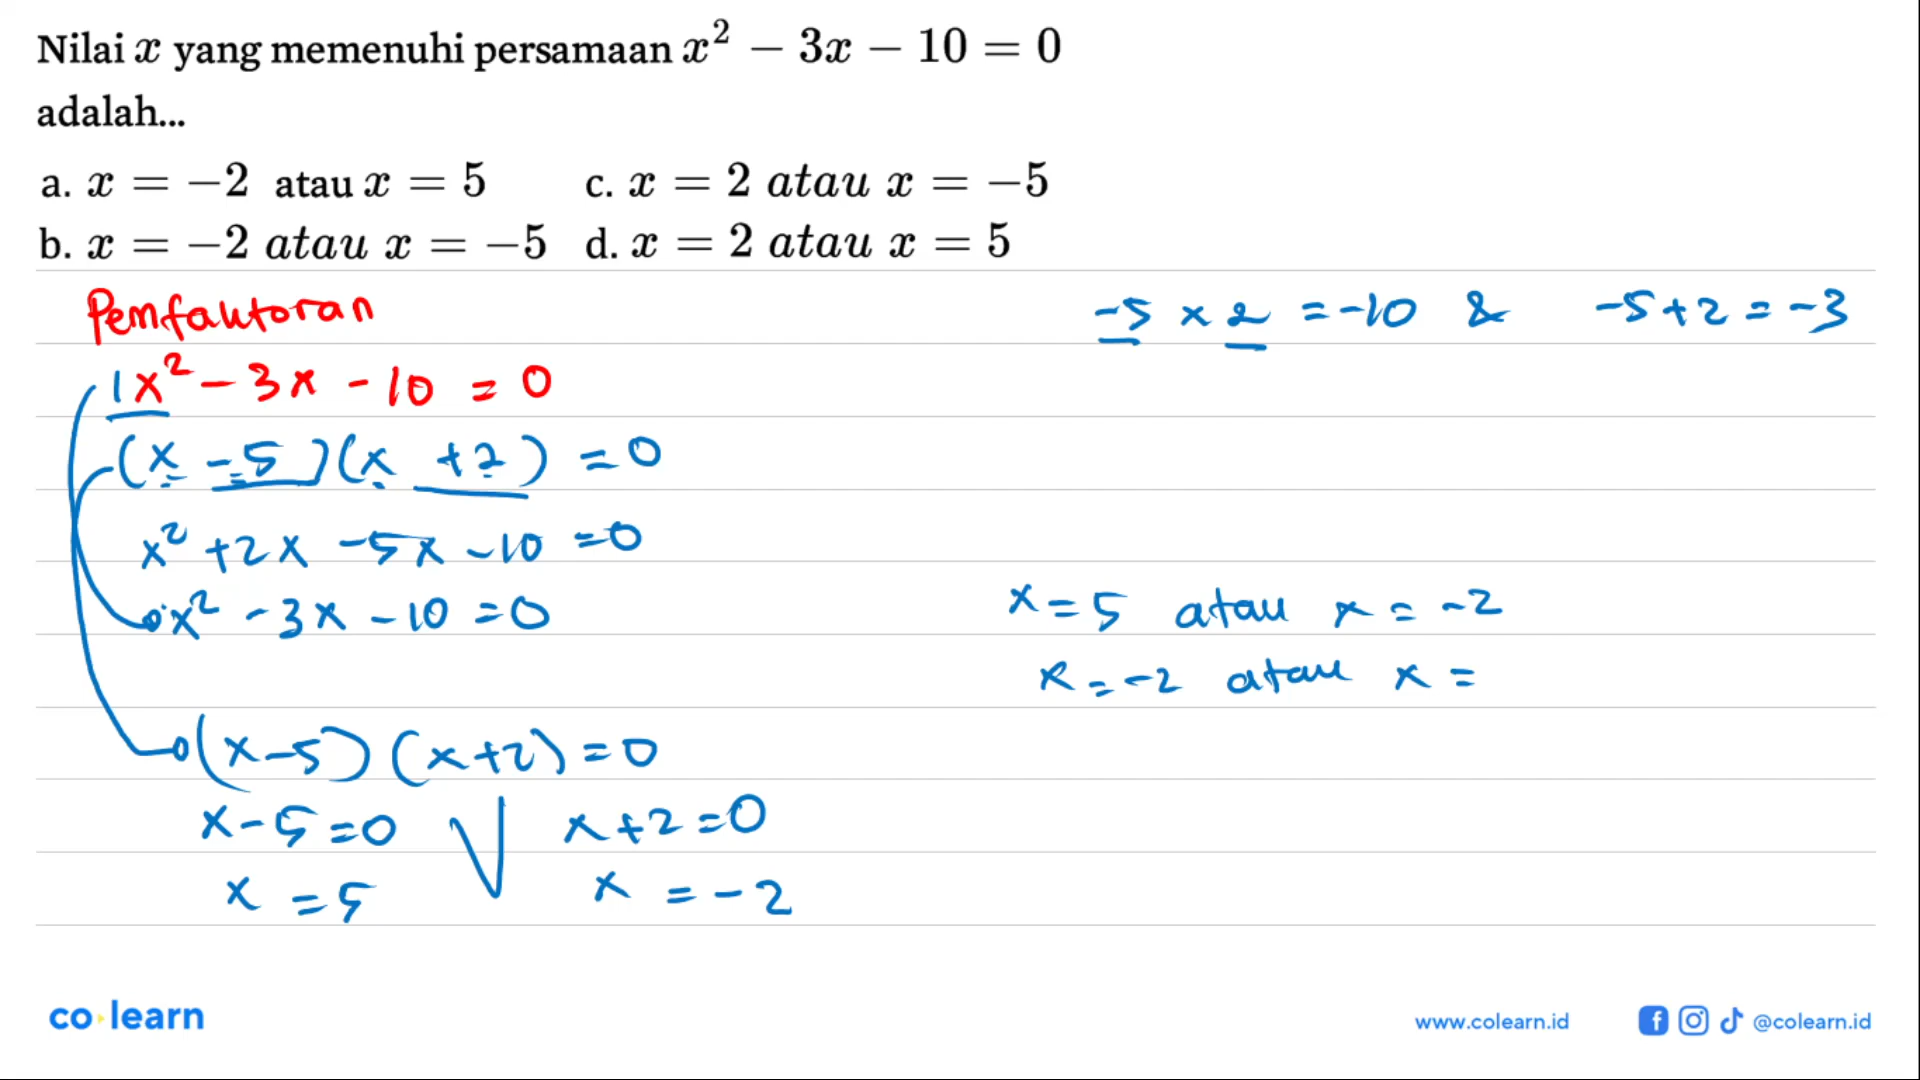 Nilai x yang memenuhi persamaan x² − 3x − 10 = 0
adalah...
a. x = −2 atau x = 5 c. x = 2 atau x = −5
b. x = −2 atau x = −5 d. x = 2 atau x = 5
Pemfaktoran
-5 x 2 = -10 & -5+2 = -3
1x² - 3x - 10 = 0
(x - 5)(x + 2) = 0
x² + 2x - 5x - 10 = 0
x² - 3x - 10 = 0
x = 5 atau x = -2
x = -2 atau x =
(x-5) (x+2) = 0
x - 5 = 0 V x + 2 = 0
x = 5 x = -2
co learn
www.colearn.id @colearn.id